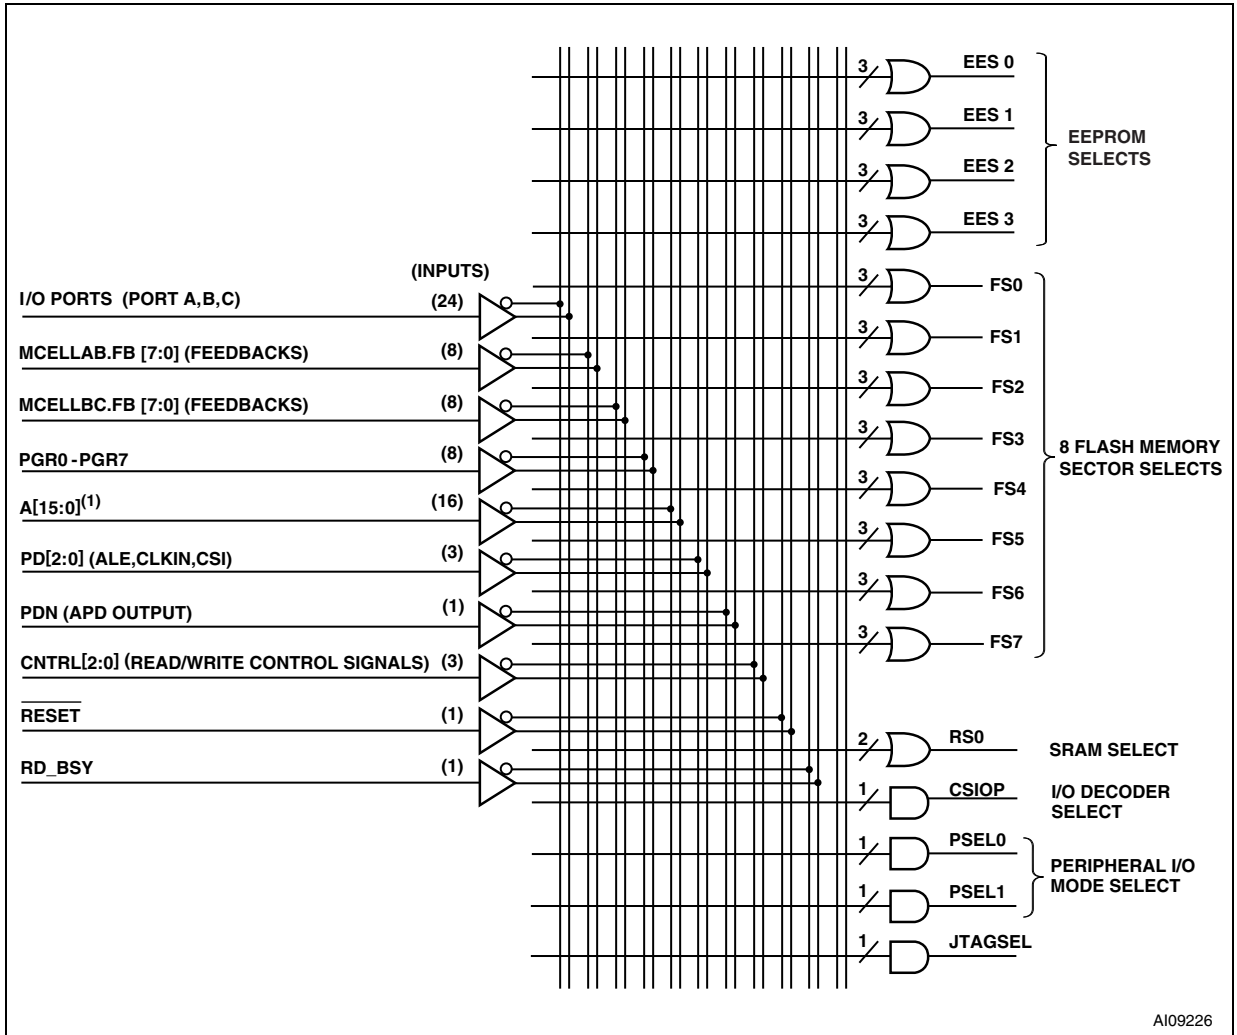 3 EES 0
3 EES 1
EEPROM
SELECTS
3 EES 2
3 EES 3
(INPUTS)
3 FS0
I/O PORTS (PORT A,B,C) (24)
3 FS1
MCELLAB.FB [7:0] (FEEDBACKS) (8)
3 FS2
MCELLBC.FB [7:0] (FEEDBACKS) (8)
3 FS3
8 FLASH MEMORY
SECTOR SELECTS
PGR0 -PGR7 (8)
3 FS4
A[15:0](1) (16)
3 FS5
PD[2:0] (ALE,CLKIN,CSI) (3)
3 FS6
PDN (APD OUTPUT) (1)
3 FS7
CNTRL[2:0] (READ/WRITE CONTROL SIGNALS) (3)
RESET (1)
2 RS0 SRAM SELECT
RD_BSY (1)
1 CSIOP I/O DECODER
SELECT
1 PSEL0
PERIPHERAL I/O
MODE SELECT
1 PSEL1
1 JTAGSEL
AI09226